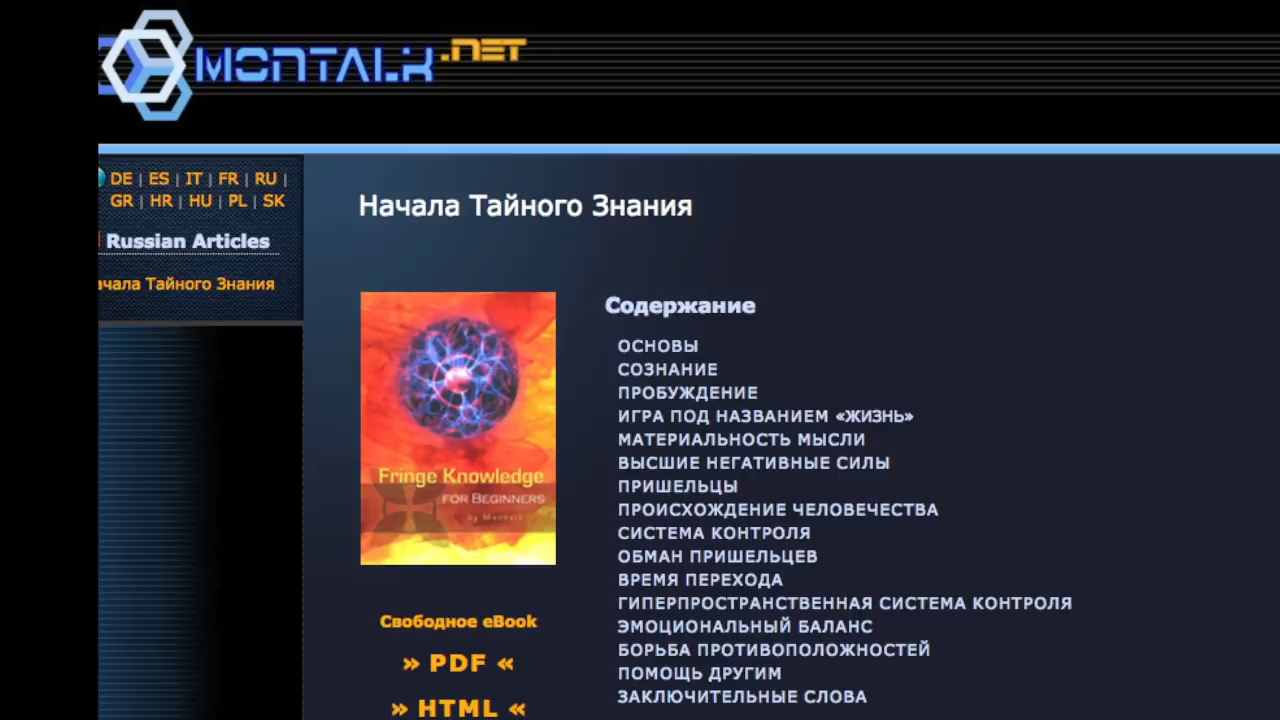 MONTALK.NET
DE | ES | IT | FR | RU |
GR | HR | HU | PL | SK
Russian Articles
ачала Тайного Знания
Начала Тайного Знания
Fringe Knowledge
FOR BEGINNERS
by Montalk
Свободное eBook
» PDF «
» HTML «
Содержание
ОСНОВЫ
СОЗНАНИЕ
ПРОБУЖДЕНИЕ
ИГРА ПОД НАЗВАНИЕМ «ЖИЗНЬ»
МАТЕРИАЛЬНОСТЬ МЫСЛИ
ВЫСШИЕ НЕГАТИВНЫЕ СИЛЫ
ПРИШЕЛЬЦЫ
ПРОИСХОЖДЕНИЕ ЧЕЛОВЕЧЕСТВА
СИСТЕМА КОНТРОЛЯ
ОБМАН ПРИШЕЛЬЦЕВ
ВРЕМЯ ПЕРЕХОДА
ГИПЕРПРОСТРАНСТВЕННАЯ СИСТЕМА КОНТРОЛЯ
ЭМОЦИОНАЛЬНЫЙ БАЛАНС
БОРЬБА ПРОТИВОПОЛОЖНОСТЕЙ
ПОМОЩЬ ДРУГИМ
ЗАКЛЮЧИТЕЛЬНЫЕ СЛОВА